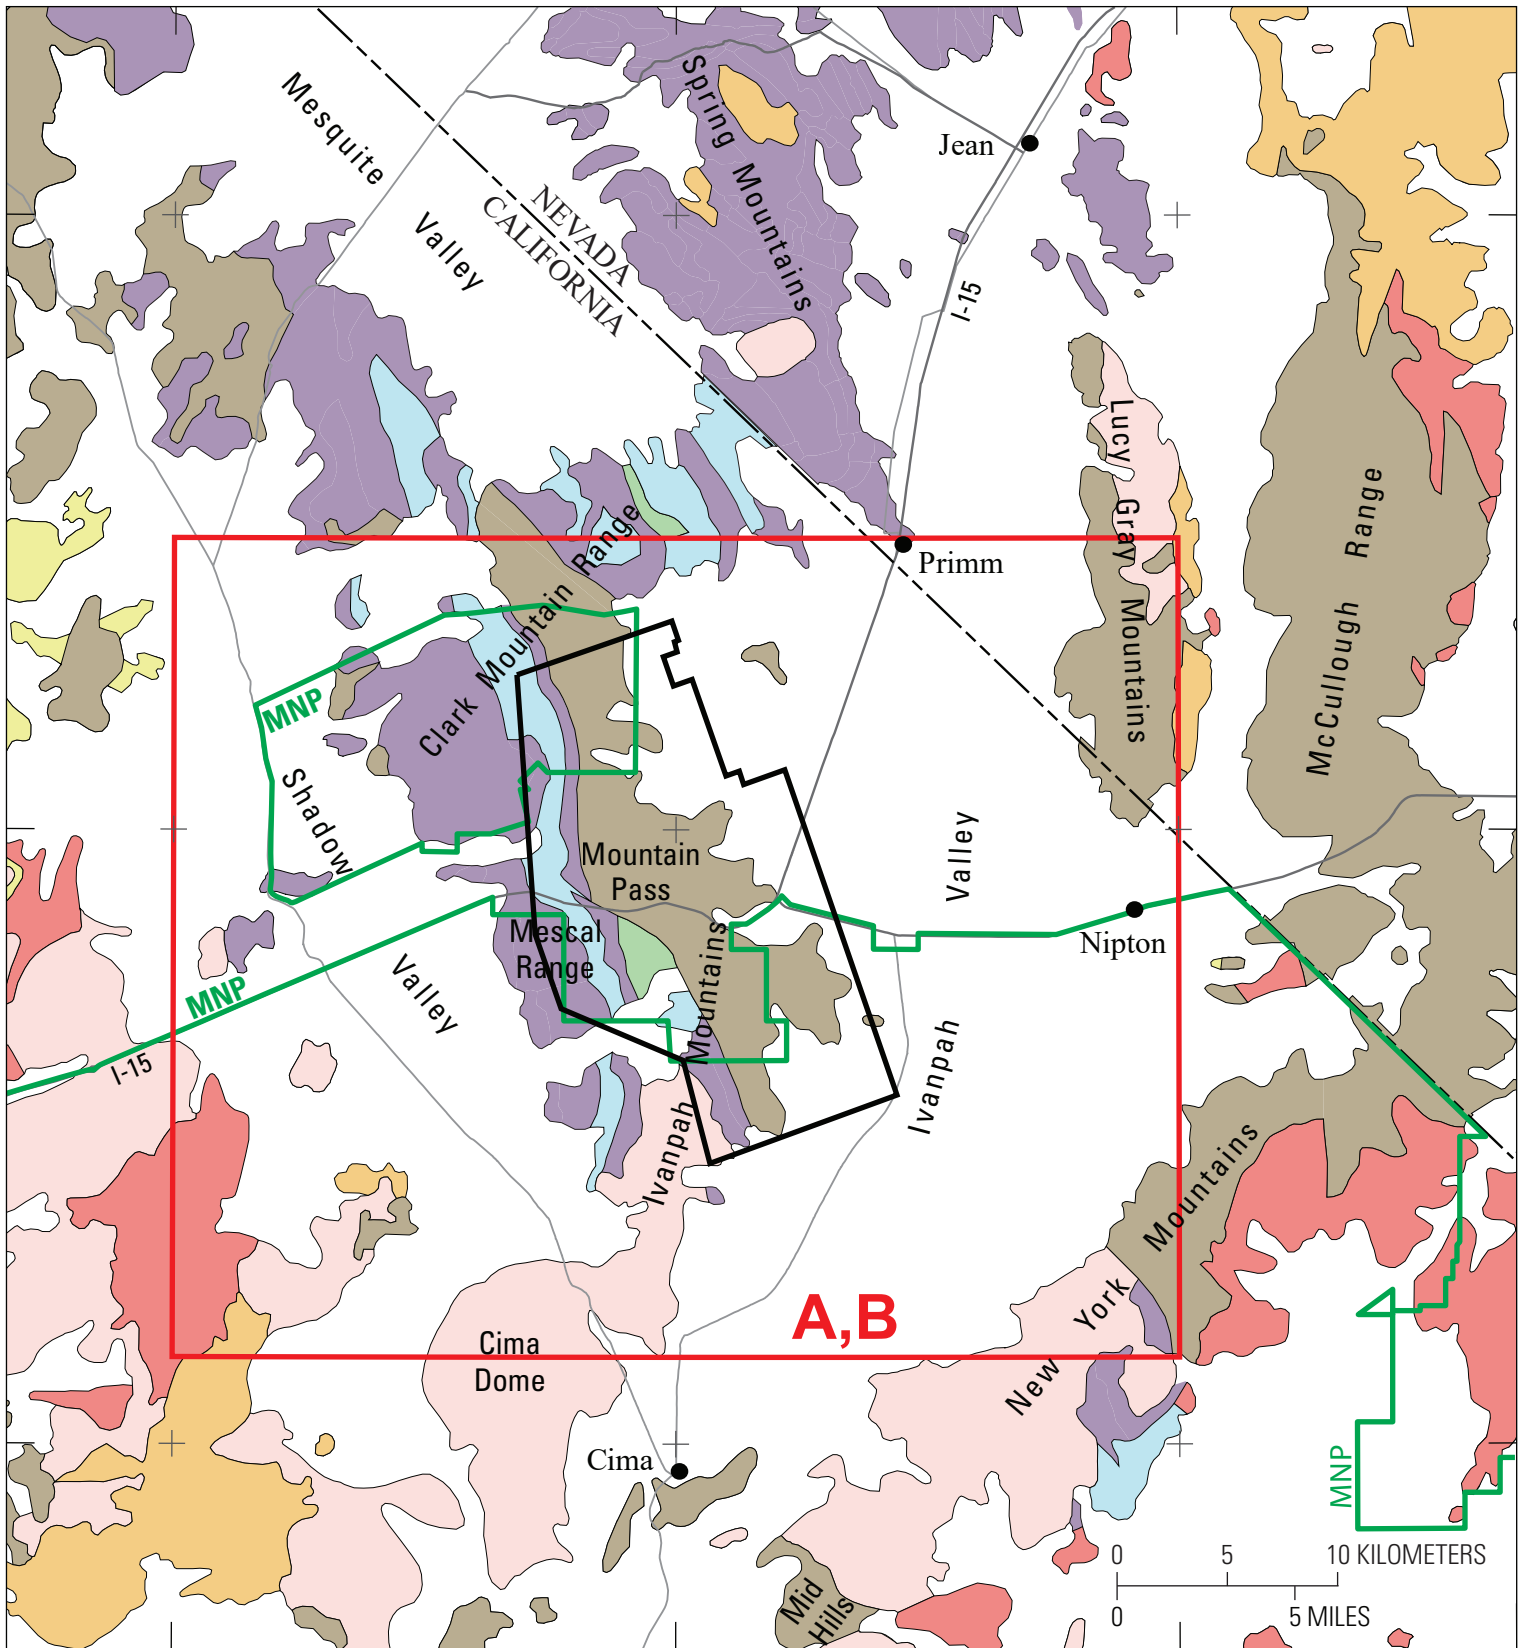 Mesquite
Valley
Spring Mountains
Jean
NEVADA
CALIFORNIA
I-15
Lucy Gray Mountains
McCullough Range
Primm
Clark Mountain Range
MNP
Shadow
Valley
Mountain
Pass
Valley
Nipton
Mescal
Range
Mountains
MNP
I-15
Ivanpah
Ivanpah
Mountains
York
New
A,B
Cima
Dome
Cima
MNP
Mid
Hills
0 5 10 KILOMETERS
0 5 MILES